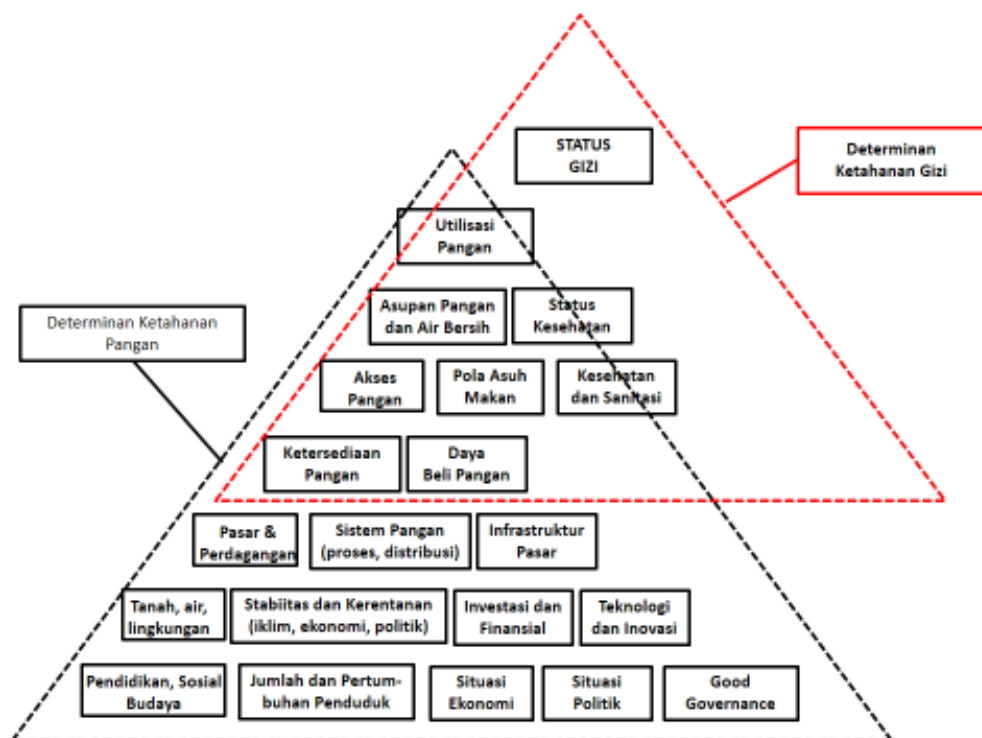 STATUS
GIZI
Determinan
Ketahanan Gizi
Utilisasi
Pangan
Asupan Pangan
dan Air Bersih
Status
Kesehatan
Determinan Ketahanan
Pangan
Akses
Pangan
Pola Asuh
Makan
Kesehatan
dan Sanitasi
Ketersediaan
Pangan
Daya
Beli Pangan
Pasar &
Perdagangan
Sistem Pangan
(proses, distribusi)
Infrastruktur
Pasar
Tanah, air,
lingkungan
Stabiitas dan Kerentanan
(iklim, ekonomi, politik)
Investasi dan
Finansial
Teknologi
dan Inovasi
Pendidikan, Sosial
Budaya
Jumlah dan Pertum-
buhan Penduduk
Situasi
Ekonomi
Situasi
Politik
Good
Governance